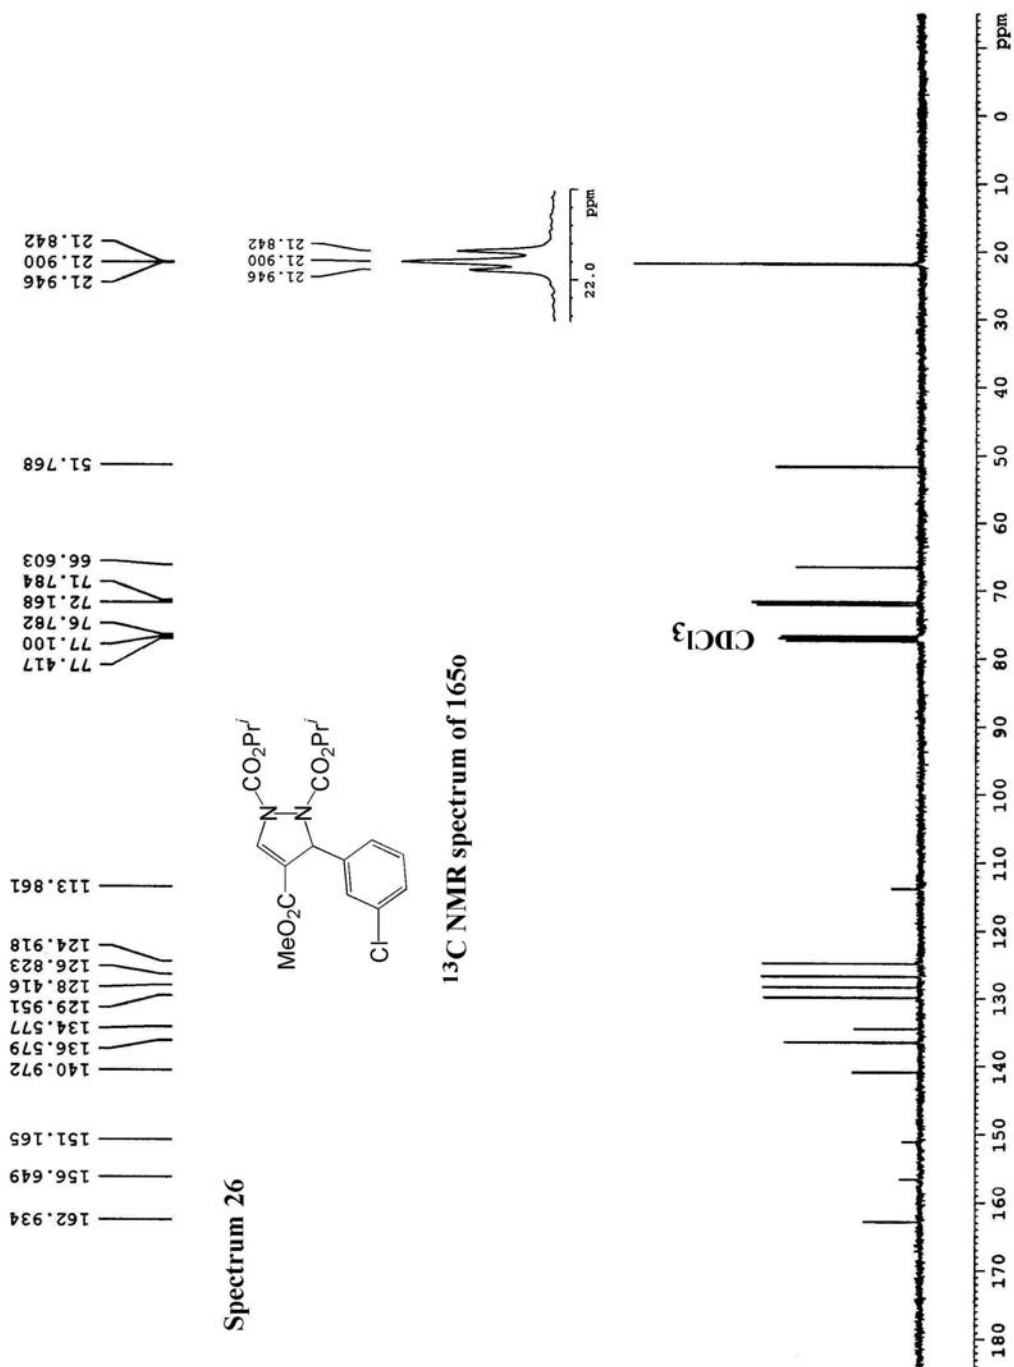 Spectrum 26
162.934
156.649
151.165
140.972
136.579
134.577
129.951
128.416
126.823
124.918
113.861
77.417
77.100
76.782
72.168
71.784
66.603
51.768
21.946
21.900
21.842
MeO₂C
CO₂Prⁱ
N
N
CO₂Prⁱ
Cl
¹³C NMR spectrum of 165o
CDCl₃
21.946
21.900
21.842
22.0 ppm
180 170 160 150 140 130 120 110 100 90 80 70 60 50 40 30 20 10 0 ppm